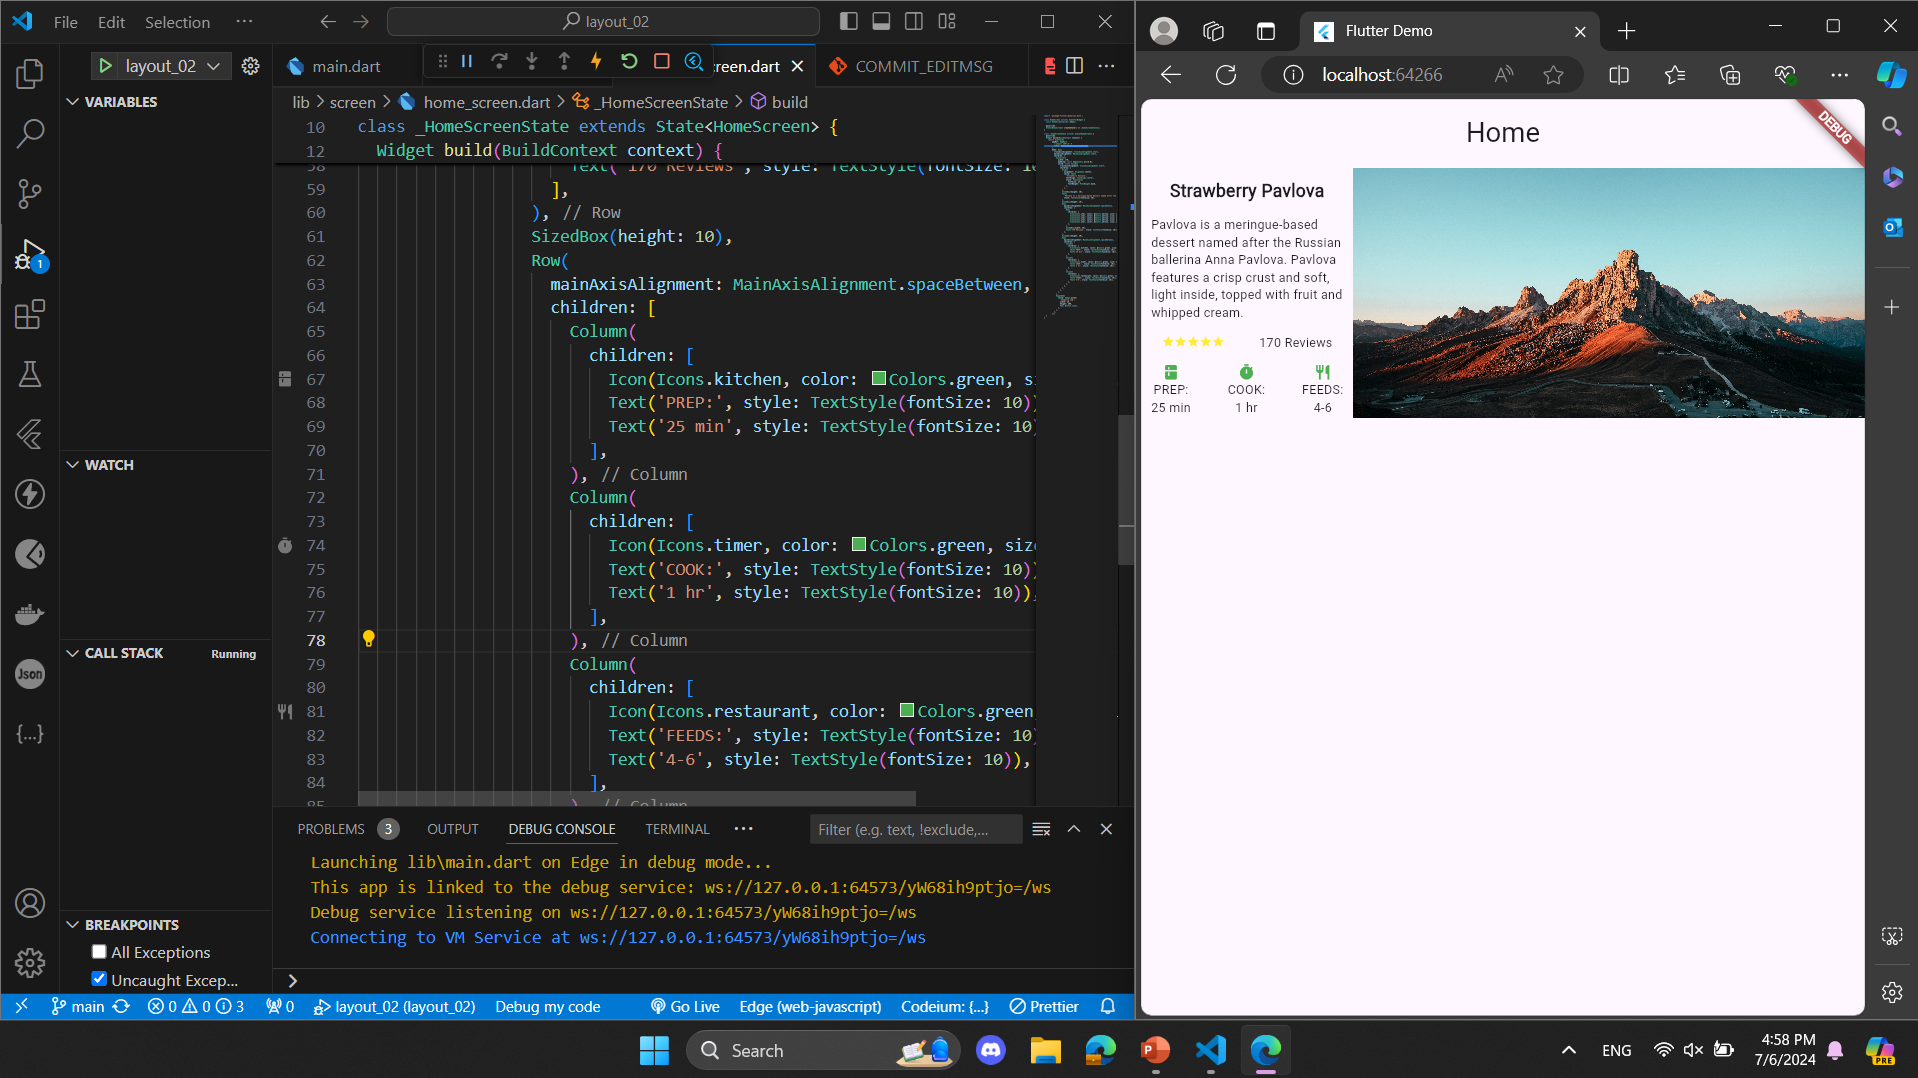 File Edit Selection ··· layout_02
layout_02
main.dart
reen.dart
COMMIT_EDITMSG
lib > screen > home_screen.dart > _HomeScreenState > build
VARIABLES
WATCH
CALL STACK Running
BREAKPOINTS
All Exceptions
Uncaught Excep...
1
Json
10 class _HomeScreenState extends State<HomeScreen> {
12 Widget build(BuildContext context) {
58 Text('170 Reviews', style: TextStyle(fontSize: 10
59 ],
60 ), // Row
61 SizedBox(height: 10),
62 Row(
63 mainAxisAlignment: MainAxisAlignment.spaceBetween,
64 children: [
65 Column(
66 children: [
67 Icon(Icons.kitchen, color: Colors.green, si
68 Text('PREP:', style: TextStyle(fontSize: 10))
69 Text('25 min', style: TextStyle(fontSize: 10)
70 ],
71 ), // Column
72 Column(
73 children: [
74 Icon(Icons.timer, color: Colors.green, siz
75 Text('COOK:', style: TextStyle(fontSize: 10))
76 Text('1 hr', style: TextStyle(fontSize: 10)),
77 ],
78 ), // Column
79 Column(
80 children: [
81 Icon(Icons.restaurant, color: Colors.green,
82 Text('FEEDS:', style: TextStyle(fontSize: 10)
83 Text('4-6', style: TextStyle(fontSize: 10)),
84 ],
85 ), // Column
PROBLEMS 3 OUTPUT DEBUG CONSOLE TERMINAL ··· Filter (e.g. text, !exclude,...
Launching lib\main.dart on Edge in debug mode...
This app is linked to the debug service: ws://127.0.0.1:64573/yW68ih9ptjo=/ws
Debug service listening on ws://127.0.0.1:64573/yW68ih9ptjo=/ws
Connecting to VM Service at ws://127.0.0.1:64573/yW68ih9ptjo=/ws
>
main 0 0 3 0 layout_02 (layout_02) Debug my code Go Live Edge (web-javascript) Codeium: {...} Prettier
Flutter Demo
localhost:64266
Home
DEBUG
Strawberry Pavlova
Pavlova is a meringue-based
dessert named after the Russian
ballerina Anna Pavlova. Pavlova
features a crisp crust and soft,
light inside, topped with fruit and
whipped cream.
170 Reviews
PREP: COOK: FEEDS:
25 min 1 hr 4-6
Search
ENG
4:58 PM
7/6/2024
PRE